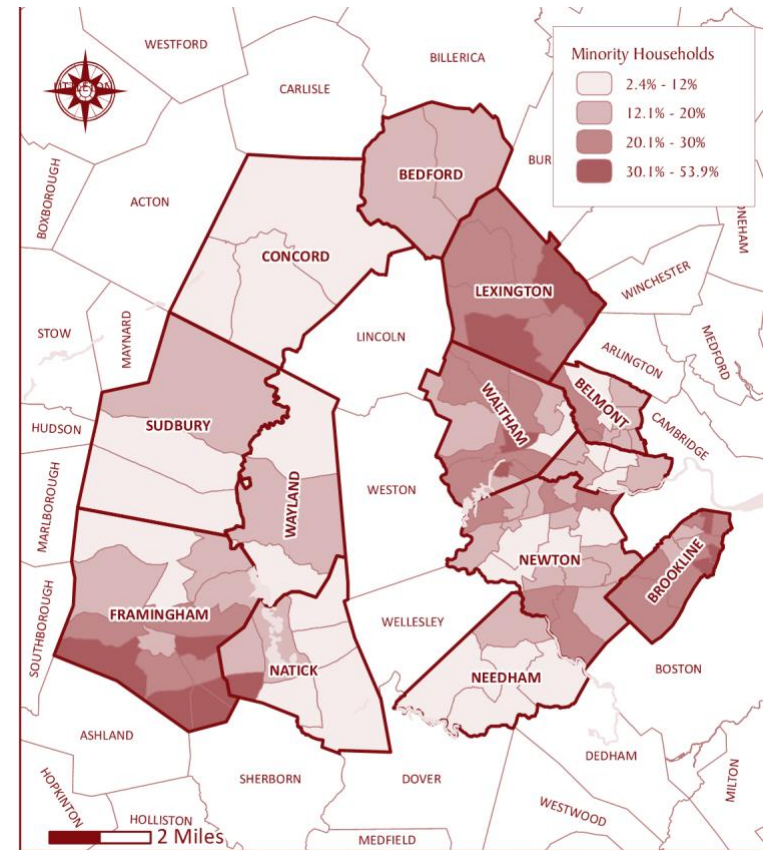 WESTFORD
BILLERICA
Minority Households
2.4% - 12%
12.1% - 20%
20.1% - 30%
30.1% - 53.9%
LITTLETON
CARLISLE
BEDFORD
BUR
BOXBOROUGH
ACTON
ONEHAM
CONCORD
LEXINGTON
WINCHESTER
STOW
MAYNARD
LINCOLN
MEDFORD
ARLINGTON
BELMONT
WALTHAM
HUDSON
SUDBURY
CAMBRIDGE
MARLBOROUGH
WAYLAND
WESTON
NEWTON
BROOKLINE
SOUTHBOROUGH
FRAMINGHAM
WELLESLEY
NATICK
NEEDHAM
BOSTON
ASHLAND
SHERBORN
DOVER
DEDHAM
HOPKINTON
MILTON
HOLLISTON
WESTWOOD
2 Miles
MEDFIELD